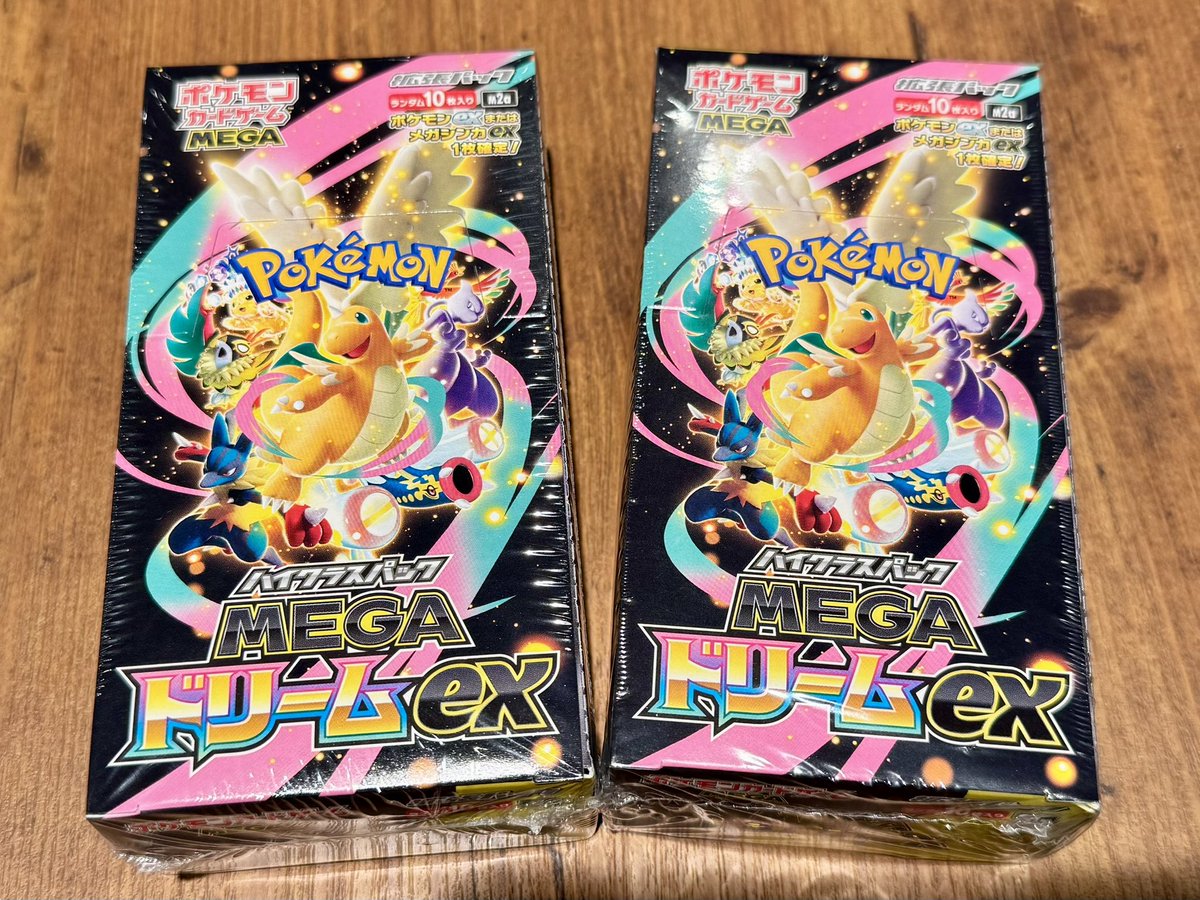 ポケモン
カードゲーム
MEGA
拡張パック
ランダム10枚入り
m2a
ポケモンexまたは
メガシンカex
1枚確定!
POKéMON
ハイクラスパック
MEGA
ドリームex
ポケモン
カードゲーム
MEGA
拡張パック
ランダム10枚入り
m2a
ポケモンexまたは
メガシンカex
1枚確定!
POKéMON
TM
ハイクラスパック
MEGA
ドリームex